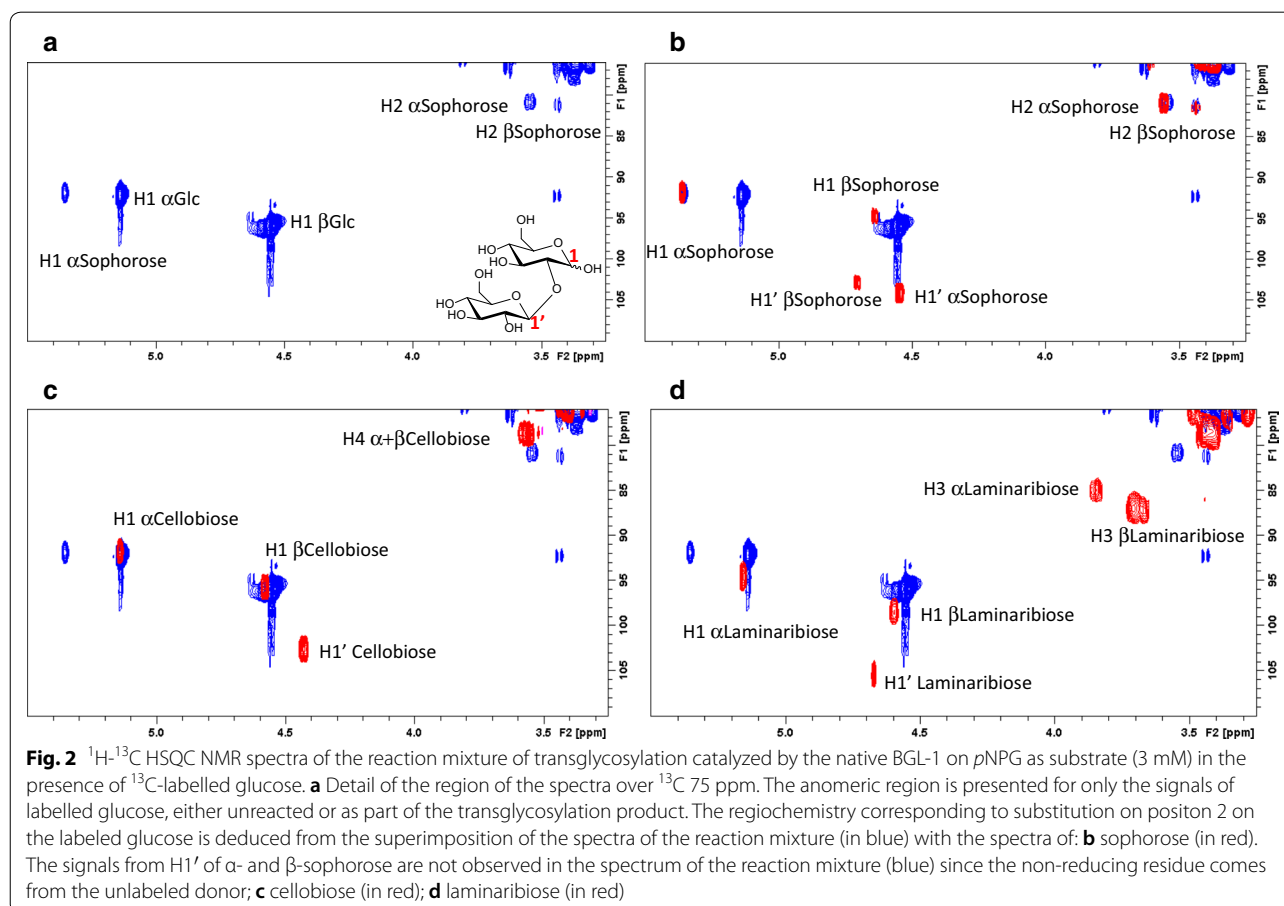 a
H2 αSophorose
H2 βSophorose
H1 αGlc
H1 βGlc
H1 αSophorose
OH
HO
HO
HO
O
1
OH
OH
O
HO
HO
HO
O
OH
1'
85
90
95
100
105
F1 [ppm]
5.0
4.5
4.0
3.5
F2 [ppm]
b
H2 αSophorose
H2 βSophorose
H1 βSophorose
H1 αSophorose
H1' βSophorose
H1' αSophorose
85
90
95
100
105
F1 [ppm]
5.0
4.5
4.0
3.5
F2 [ppm]
c
H4 α+βCellobiose
H1 αCellobiose
H1 βCellobiose
H1' Cellobiose
85
90
95
100
105
F1 [ppm]
5.0
4.5
4.0
3.5
F2 [ppm]
d
H3 αLaminaribiose
H3 βLaminaribiose
H1 βLaminaribiose
H1 αLaminaribiose
H1' Laminaribiose
85
90
95
100
105
F1 [ppm]
5.0
4.5
4.0
3.5
F2 [ppm]
Fig. 2 ¹H-¹³C HSQC NMR spectra of the reaction mixture of transglycosylation catalyzed by the native BGL-1 on pNPG as substrate (3 mM) in the
presence of ¹³C-labelled glucose. a Detail of the region of the spectra over ¹³C 75 ppm. The anomeric region is presented for only the signals of
labelled glucose, either unreacted or as part of the transglycosylation product. The regiochemistry corresponding to substitution on positon 2 on
the labeled glucose is deduced from the superimposition of the spectra of the reaction mixture (in blue) with the spectra of: b sophorose (in red).
The signals from H1′ of α- and β-sophorose are not observed in the spectrum of the reaction mixture (blue) since the non-reducing residue comes
from the unlabeled donor; c cellobiose (in red); d laminaribiose (in red)